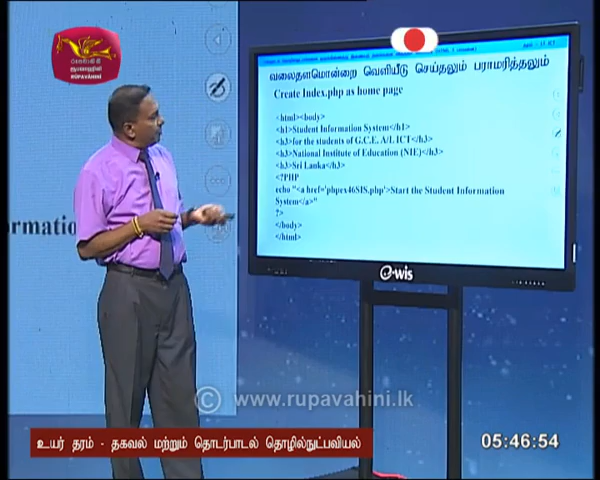 RUPAVAHINI
வலைதளமொன்றை வெளியீடு செய்தலும் பராமரித்தலும்
Create Index.php as home page
<html><body>
<h1>Student Information System</h1>
<h3>for the students of G.C.E. A/L ICT</h3>
<h3>National Institute of Education (NIE)</h3>
<h3>Sri Lanka</h3>
<?PHP
echo "<a href='phpex46SIS.php'>Start the Student Information
System</a>"
?>
</body>
</html>
ormation
e-wis
© www.rupavahini.lk
உயர் தரம் - தகவல் மற்றும் தொடர்பாடல் தொழில்நுட்பவியல்
05:46:54